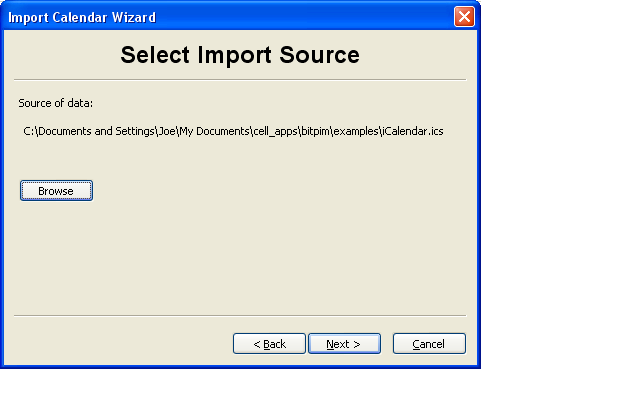 Import Calendar Wizard
Select Import Source
Source of data:
C:\Documents and Settings\Joe\My Documents\cell_apps\bitpim\examples\iCalendar.ics
Browse
< Back Next > Cancel